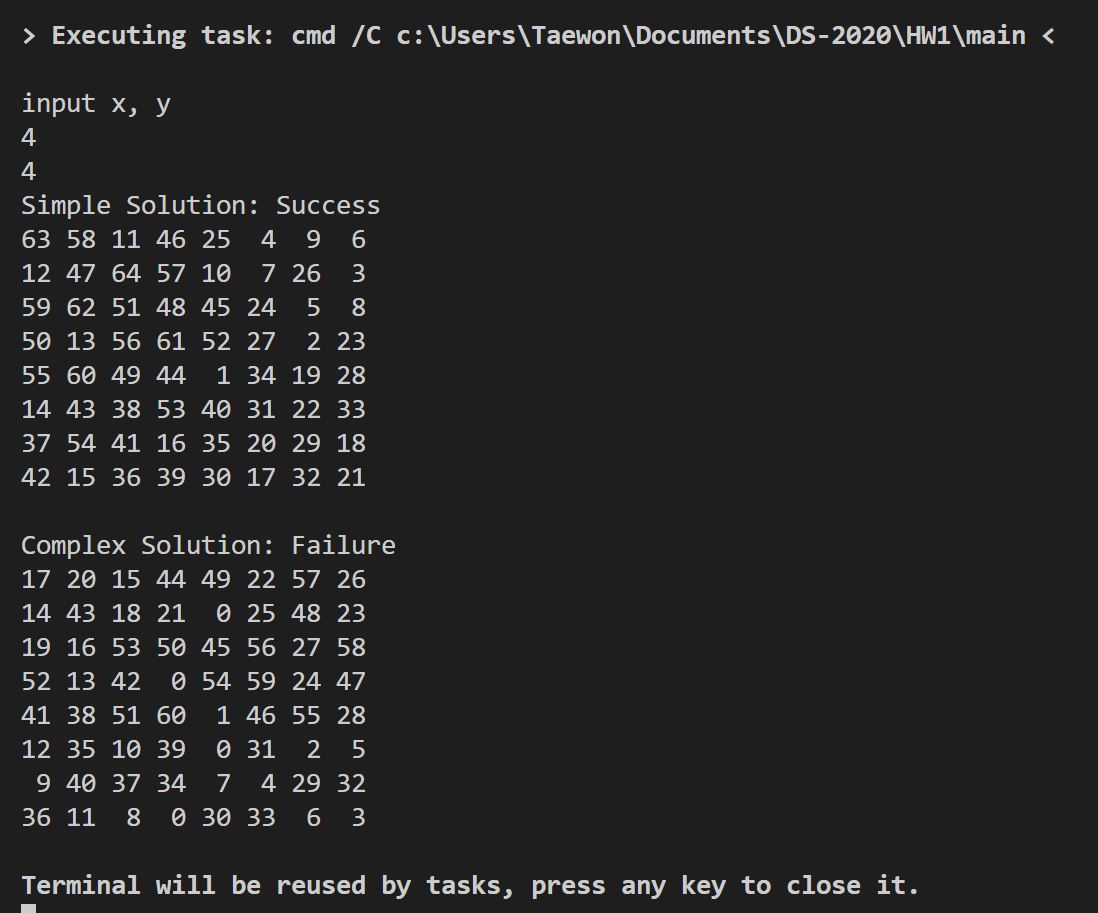 > Executing task: cmd /C c:\Users\Taewon\Documents\DS-2020\HW1\main <
input x, y
4
4
Simple Solution: Success
63 58 11 46 25  4  9  6
12 47 64 57 10  7 26  3
59 62 51 48 45 24  5  8
50 13 56 61 52 27  2 23
55 60 49 44  1 34 19 28
14 43 38 53 40 31 22 33
37 54 41 16 35 20 29 18
42 15 36 39 30 17 32 21
Complex Solution: Failure
17 20 15 44 49 22 57 26
14 43 18 21  0 25 48 23
19 16 53 50 45 56 27 58
52 13 42  0 54 59 24 47
41 38 51 60  1 46 55 28
12 35 10 39  0 31  2  5
 9 40 37 34  7  4 29 32
36 11  8  0 30 33  6  3
Terminal will be reused by tasks, press any key to close it.